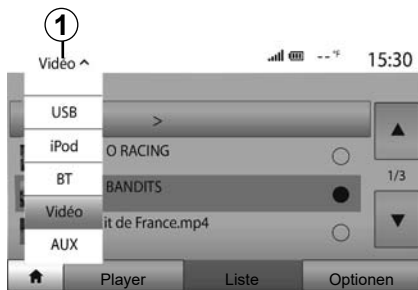 1
Vidéo
--°F
15:30
USB
>
iPod
O RACING
BT
BANDITS
1/3
Vidéo
it de France.mp4
AUX
Player
Liste
Optionen